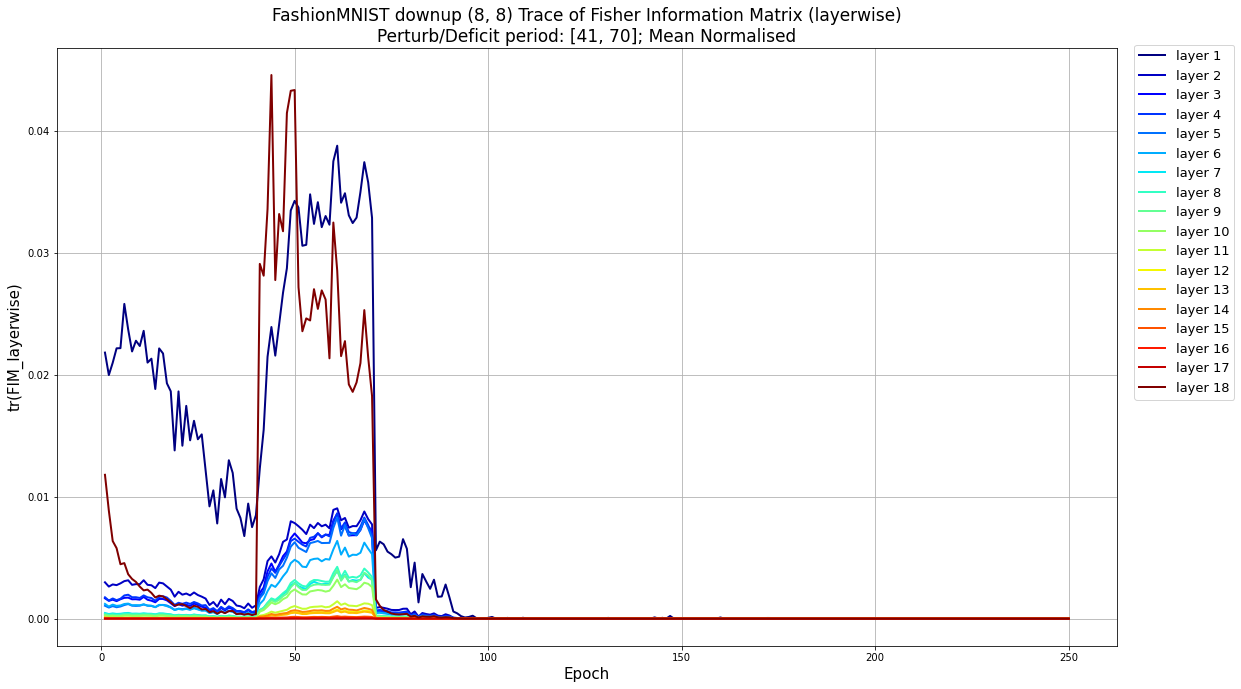 FashionMNIST downup (8, 8) Trace of Fisher Information Matrix (layerwise)
Perturb/Deficit period: [41, 70]; Mean Normalised
tr(FIM_layerwise)
0.04
0.03
0.02
0.01
0.00
0
50
100
150
200
250
Epoch
layer 1
layer 2
layer 3
layer 4
layer 5
layer 6
layer 7
layer 8
layer 9
layer 10
layer 11
layer 12
layer 13
layer 14
layer 15
layer 16
layer 17
layer 18